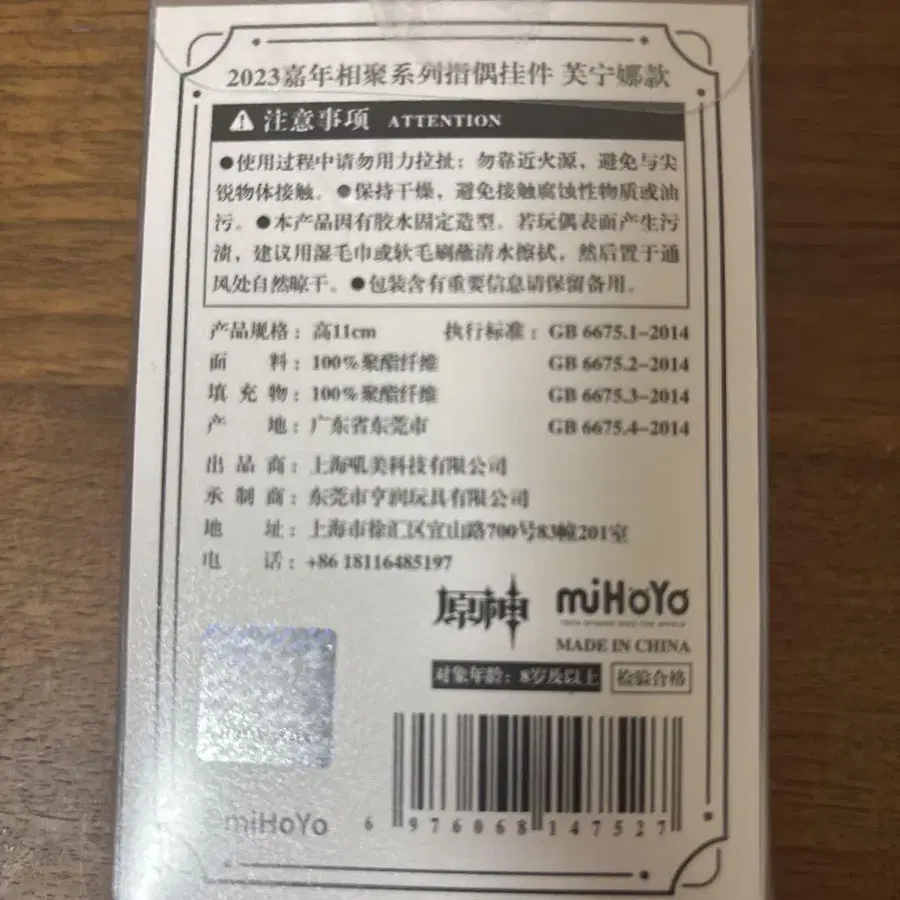 2023嘉年相聚系列指偶挂件 芙宁娜款
注意事项 ATTENTION
●使用过程中请勿用力拉扯；勿靠近火源，避免与尖
锐物体接触。●保持干燥，避免接触腐蚀性物质或油
污。●本产品因有胶水固定造型，若玩偶表面产生污
渍，建议用湿毛巾或软毛刷蘸清水擦拭，然后置于通
风处自然晾干。●包装含有重要信息请保留备用。
产品规格：高11cm 执行标准：GB 6675.1-2014
面料：100%聚酯纤维 GB 6675.2-2014
填充物：100%聚酯纤维 GB 6675.3-2014
产地：广东省东莞市 GB 6675.4-2014
出品商：上海吼美科技有限公司
承制商：东莞市亨润玩具有限公司
地址：上海市徐汇区宜山路700号83幢201室
电话：+86 18116485197
原神 miHoYo
MADE IN CHINA
对象年龄：8岁及以上 检验合格
miHoYo
6 976068 147527